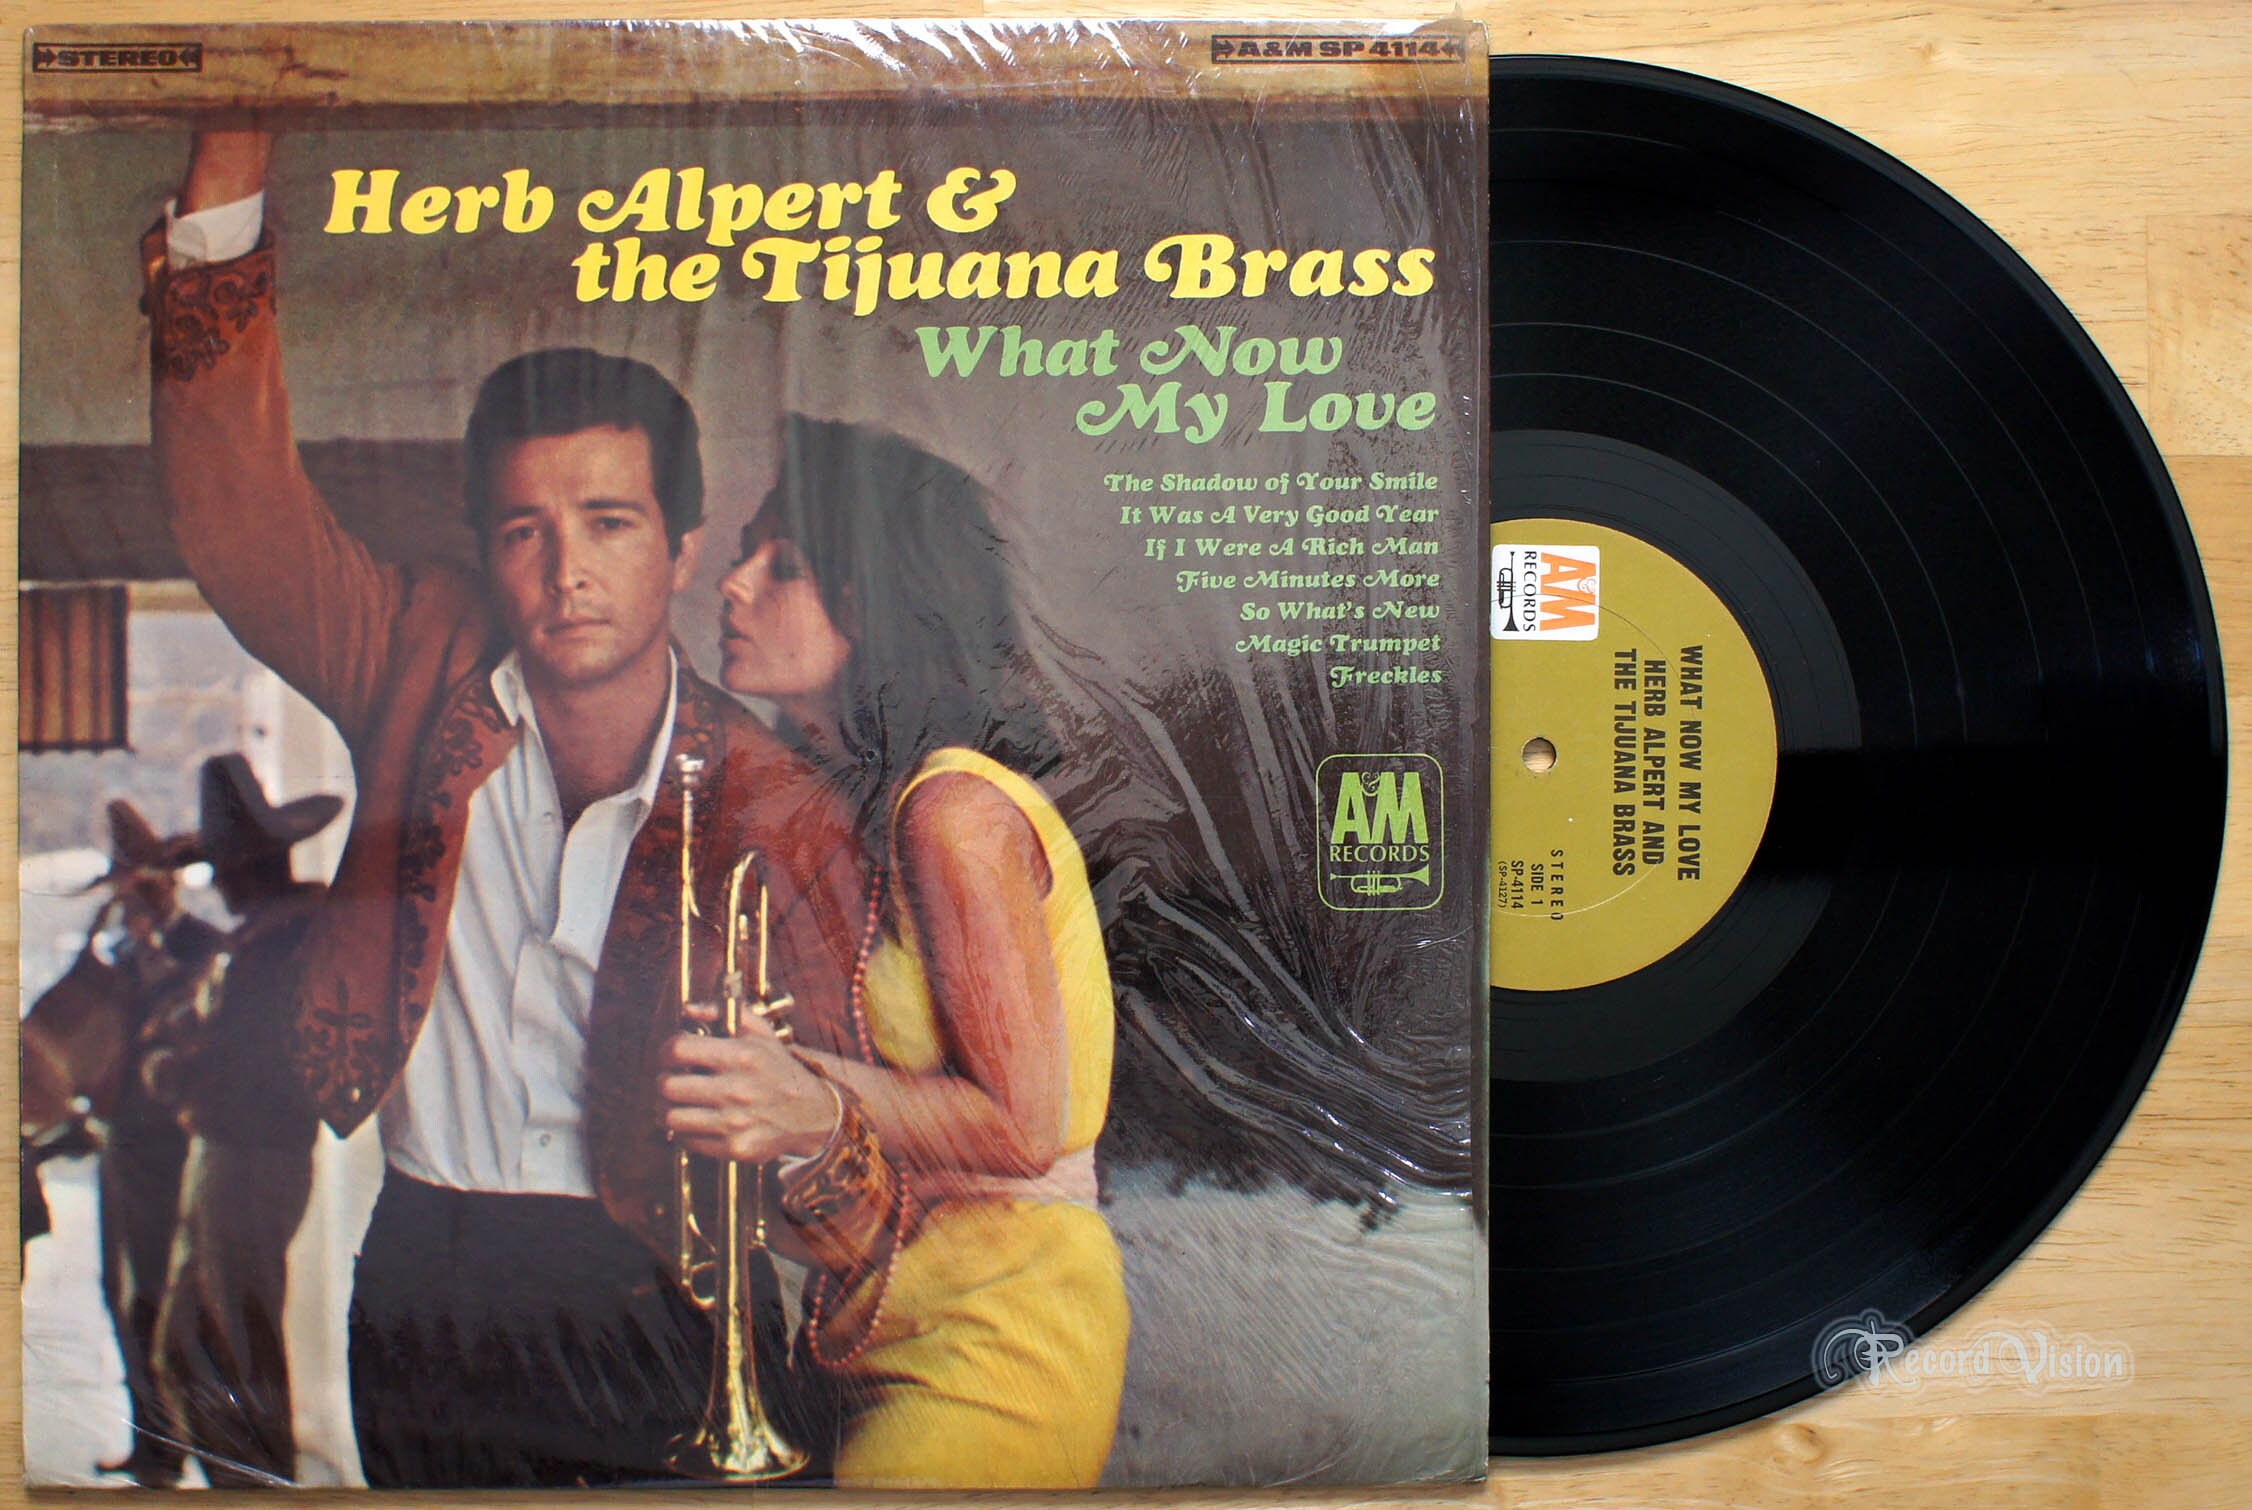 STEREO
A&M SP 4114
Herb Alpert &
the Tijuana Brass
What Now
My Love
The Shadow of Your Smile
It Was A Very Good Year
If I Were A Rich Man
Five Minutes More
So What's New
Magic Trumpet
Freckles
A&M
RECORDS
A&M
RECORDS
WHAT NOW MY LOVE
HERB ALPERT AND
THE TIJUANA BRASS
STEREO
SIDE 1
SP-4114
(SP-4127)
Record Vision